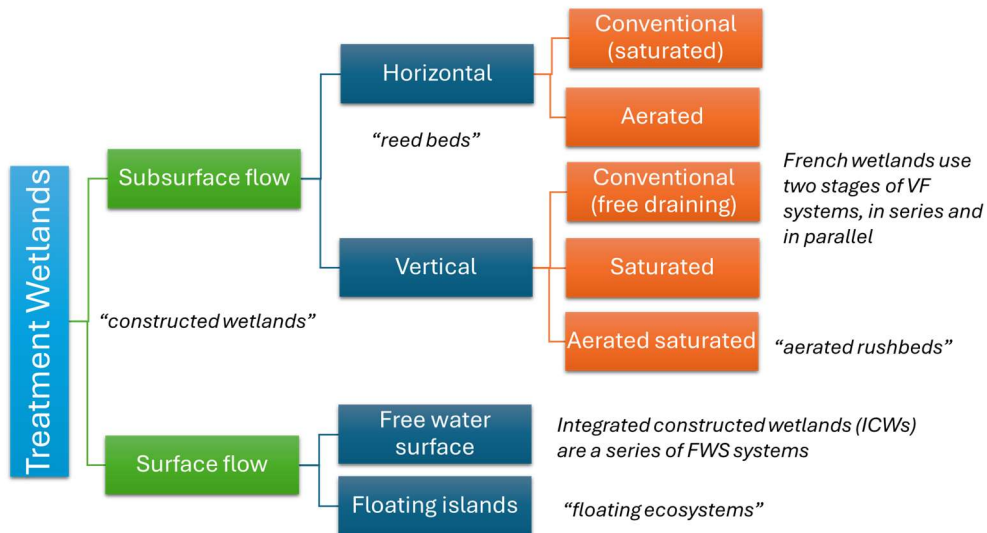 Treatment Wetlands
“constructed wetlands”
Subsurface flow
“reed beds”
Horizontal
Conventional
(saturated)
Aerated
Vertical
Conventional
(free draining)
French wetlands use
two stages of VF
systems, in series and
in parallel
Saturated
Aerated saturated
“aerated rushbeds”
Surface flow
Free water
surface
Integrated constructed wetlands (ICWs)
are a series of FWS systems
Floating islands
“floating ecosystems”